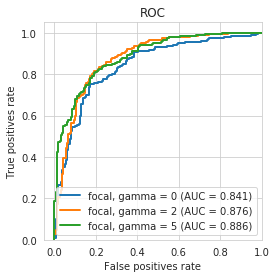 ROC
True positives rate
1.0
0.8
0.6
0.4
0.2
0.0
focal, gamma = 0 (AUC = 0.841)
focal, gamma = 2 (AUC = 0.876)
focal, gamma = 5 (AUC = 0.886)
0.0 0.2 0.4 0.6 0.8 1.0
False positives rate